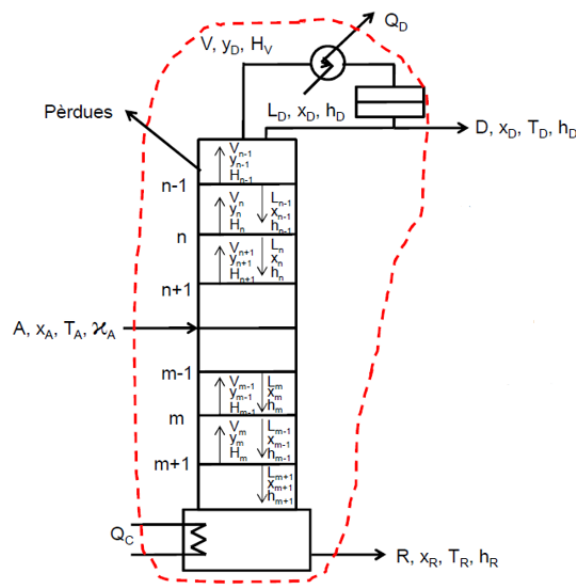 Q_D
V, y_D, H_V
Pèrdues
L_D, x_D, h_D
D, x_D, T_D, h_D
V_{n-1}
y_{n-1}
H_{n-1}
n-1
V_n
y_n
H_n
L_{n-1}
x_{n-1}
h_{n-1}
n
V_{n+1}
y_{n+1}
H_{n+1}
L_n
x_n
h_n
n+1
A, x_A, T_A, ℋ_A
m-1
V_{m-1}
y_{m-1}
H_{m-1}
L_m
x_m
h_m
m
V_m
y_m
H_m
L_{m-1}
x_{m-1}
h_{m-1}
m+1
L_{m+1}
x_{m+1}
h_{m+1}
Q_C
R, x_R, T_R, h_R